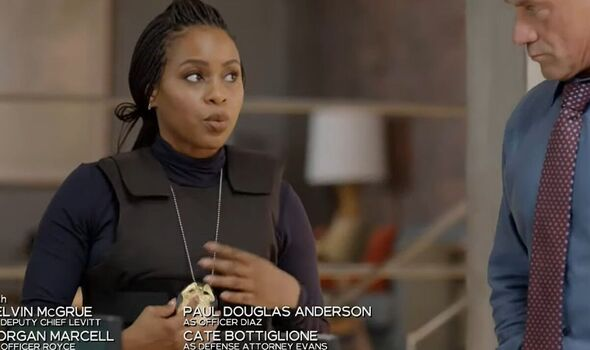 th
ELVIN McGRUE
DEPUTY CHIEF LEVITT
ORGAN MARCELL
OFFICER ROYCE
PAUL DOUGLAS ANDERSON
AS OFFICER DIAZ
CATE BOTTIGLIONE
AS DEFENSE ATTORNEY EVANS